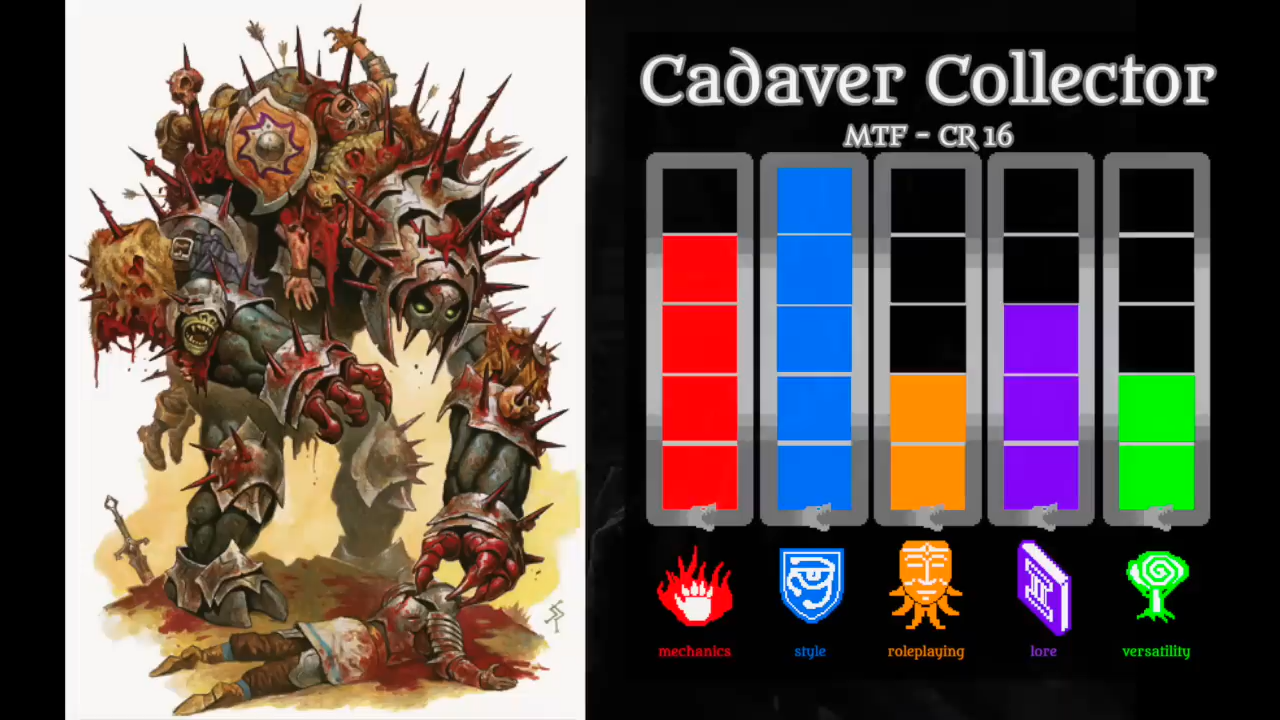 Cadaver Collector
MTF - CR 16
mechanics
style
roleplaying
lore
versatility